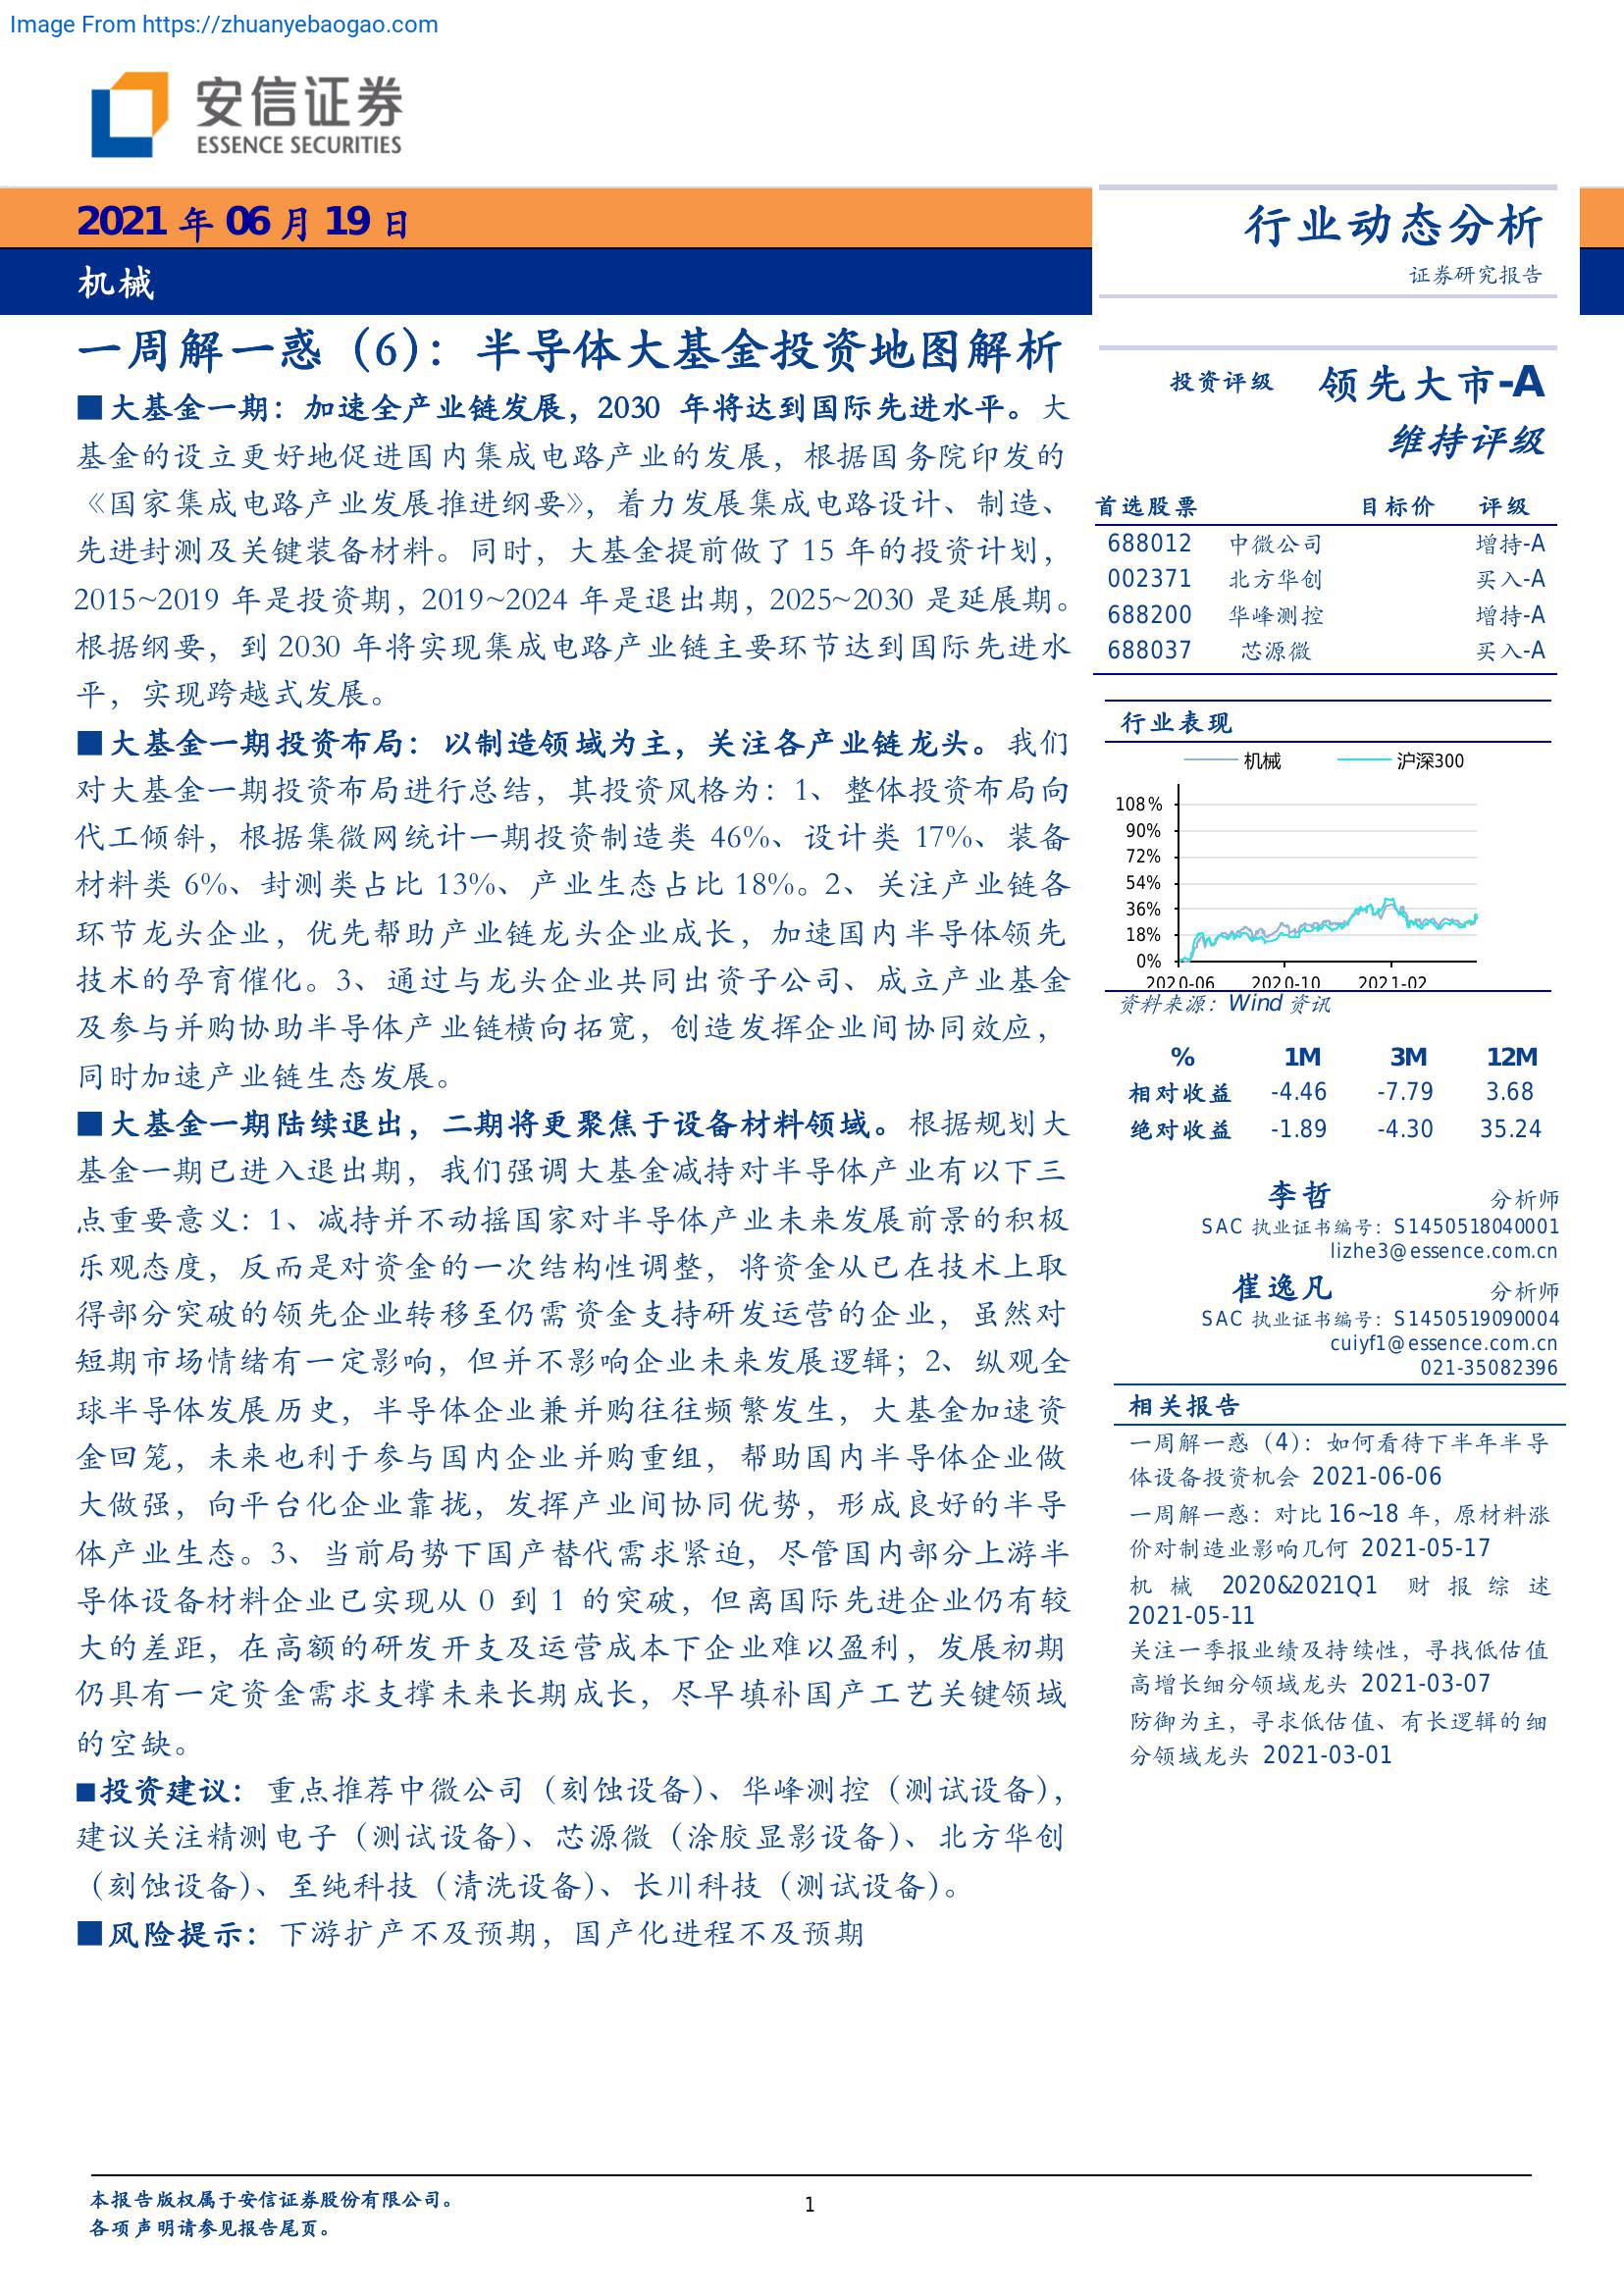 Image From https://zhuanyebaogao.com
安信证券
ESSENCE SECURITIES
2021 年 06 月 19 日
机械
行业动态分析
证券研究报告
一周解一惑（6）：半导体大基金投资地图解析
■大基金一期：加速全产业链发展，2030 年将达到国际先进水平。大
基金的设立更好地促进国内集成电路产业的发展，根据国务院印发的
《国家集成电路产业发展推进纲要》，着力发展集成电路设计、制造、
先进封测及关键装备材料。同时，大基金提前做了 15 年的投资计划，
2015~2019 年是投资期，2019~2024 年是退出期，2025~2030 是延展期。
根据纲要，到 2030 年将实现集成电路产业链主要环节达到国际先进水
平，实现跨越式发展。
■大基金一期投资布局：以制造领域为主，关注各产业链龙头。我们
对大基金一期投资布局进行总结，其投资风格为：1、整体投资布局向
代工倾斜，根据集微网统计一期投资制造类 46%、设计类 17%、装备
材料类 6%、封测类占比 13%、产业生态占比 18%。2、关注产业链各
环节龙头企业，优先帮助产业链龙头企业成长，加速国内半导体领先
技术的孕育催化。3、通过与龙头企业共同出资子公司、成立产业基金
及参与并购协助半导体产业链横向拓宽，创造发挥企业间协同效应，
同时加速产业链生态发展。
■大基金一期陆续退出，二期将更聚焦于设备材料领域。根据规划大
基金一期已进入退出期，我们强调大基金减持对半导体产业有以下三
点重要意义：1、减持并不动摇国家对半导体产业未来发展前景的积极
乐观态度，反而是对资金的一次结构性调整，将资金从已在技术上取
得部分突破的领先企业转移至仍需资金支持研发运营的企业，虽然对
短期市场情绪有一定影响，但并不影响企业未来发展逻辑；2、纵观全
球半导体发展历史，半导体企业兼并购往往频繁发生，大基金加速资
金回笼，未来也利于参与国内企业并购重组，帮助国内半导体企业做
大做强，向平台化企业靠拢，发挥产业间协同优势，形成良好的半导
体产业生态。3、当前局势下国产替代需求紧迫，尽管国内部分上游半
导体设备材料企业已实现从 0 到 1 的突破，但离国际先进企业仍有较
大的差距，在高额的研发开支及运营成本下企业难以盈利，发展初期
仍具有一定资金需求支撑未来长期成长，尽早填补国产工艺关键领域
的空缺。
■投资建议：重点推荐中微公司（刻蚀设备）、华峰测控（测试设备），
建议关注精测电子（测试设备）、芯源微（涂胶显影设备）、北方华创
（刻蚀设备）、至纯科技（清洗设备）、长川科技（测试设备）。
■风险提示：下游扩产不及预期，国产化进程不及预期
投资评级 领先大市-A
维持评级
首选股票 目标价 评级
688012 中微公司 增持-A
002371 北方华创 买入-A
688200 华峰测控 增持-A
688037 芯源微 买入-A
行业表现
机械 沪深300
108%
90%
72%
54%
36%
18%
0%
2020-06 2020-10 2021-02
资料来源：Wind 资讯
% 1M 3M 12M
相对收益 -4.46 -7.79 3.68
绝对收益 -1.89 -4.30 35.24
李哲 分析师
SAC 执业证书编号：S1450518040001
lizhe3@essence.com.cn
崔逸凡 分析师
SAC 执业证书编号：S1450519090004
cuiyf1@essence.com.cn
021-35082396
相关报告
一周解一惑（4）：如何看待下半年半导
体设备投资机会 2021-06-06
一周解一惑：对比 16~18 年，原材料涨
价对制造业影响几何 2021-05-17
机械 2020&2021Q1 财报综述
2021-05-11
关注一季报业绩及持续性，寻找低估值
高增长细分领域龙头 2021-03-07
防御为主，寻求低估值、有长逻辑的细
分领域龙头 2021-03-01
本报告版权属于安信证券股份有限公司。
各项声明请参见报告尾页。
1